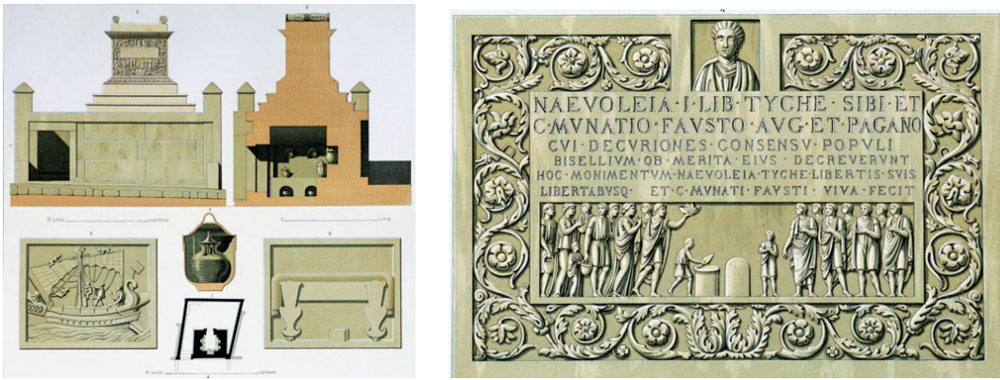 NAEVOLEIA·I·LIB·TYCHE·SIBI·ET
C·MVNATIO·FAVSTO·AVG·ET·PAGANO
CVI·DECVRIONES·CONSENSV·POPVLI
BISELLIVM·OB·MERITA·EIVS·DECREVERVNT
HOC·MONIMENTVM·NAEVOLEIA·TYCHE·LIBERTIS·SVIS
LIBERTABVSQ· ET·C·MVNATI·FAVSTI·VIVA·FECIT